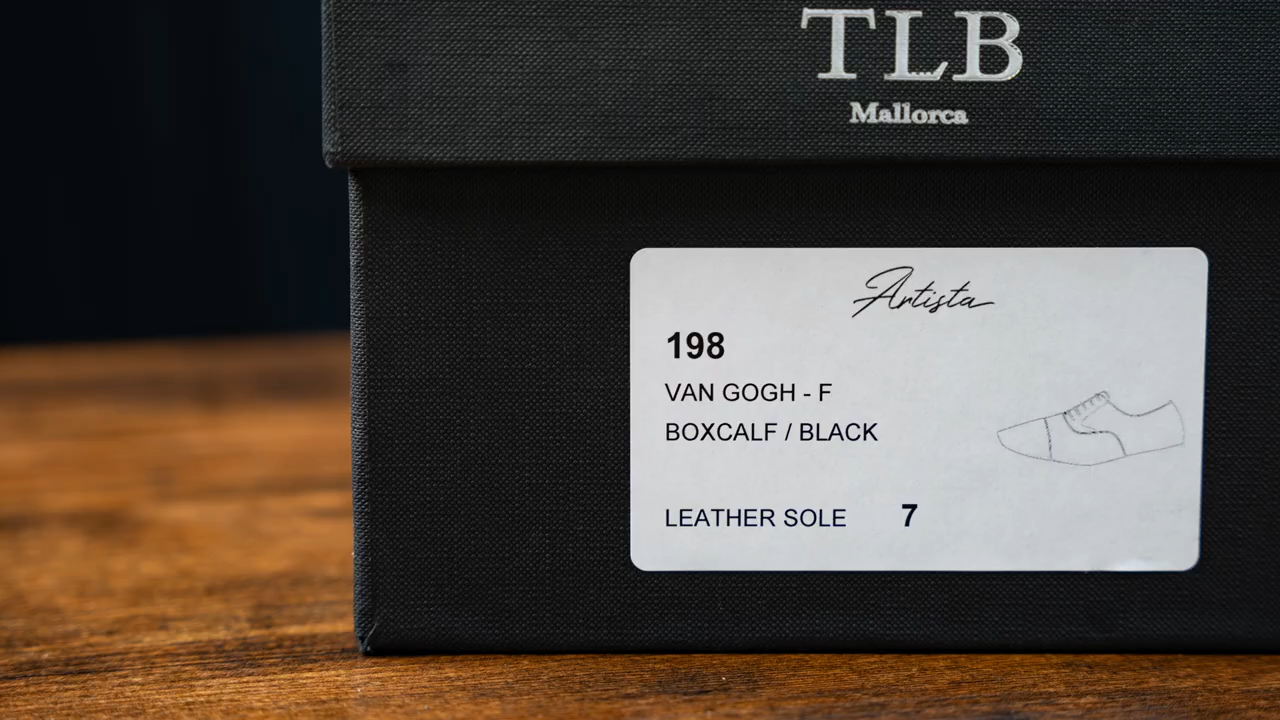 TLB
Mallorca
Artista
198
VAN GOGH - F
BOXCALF / BLACK
LEATHER SOLE 7